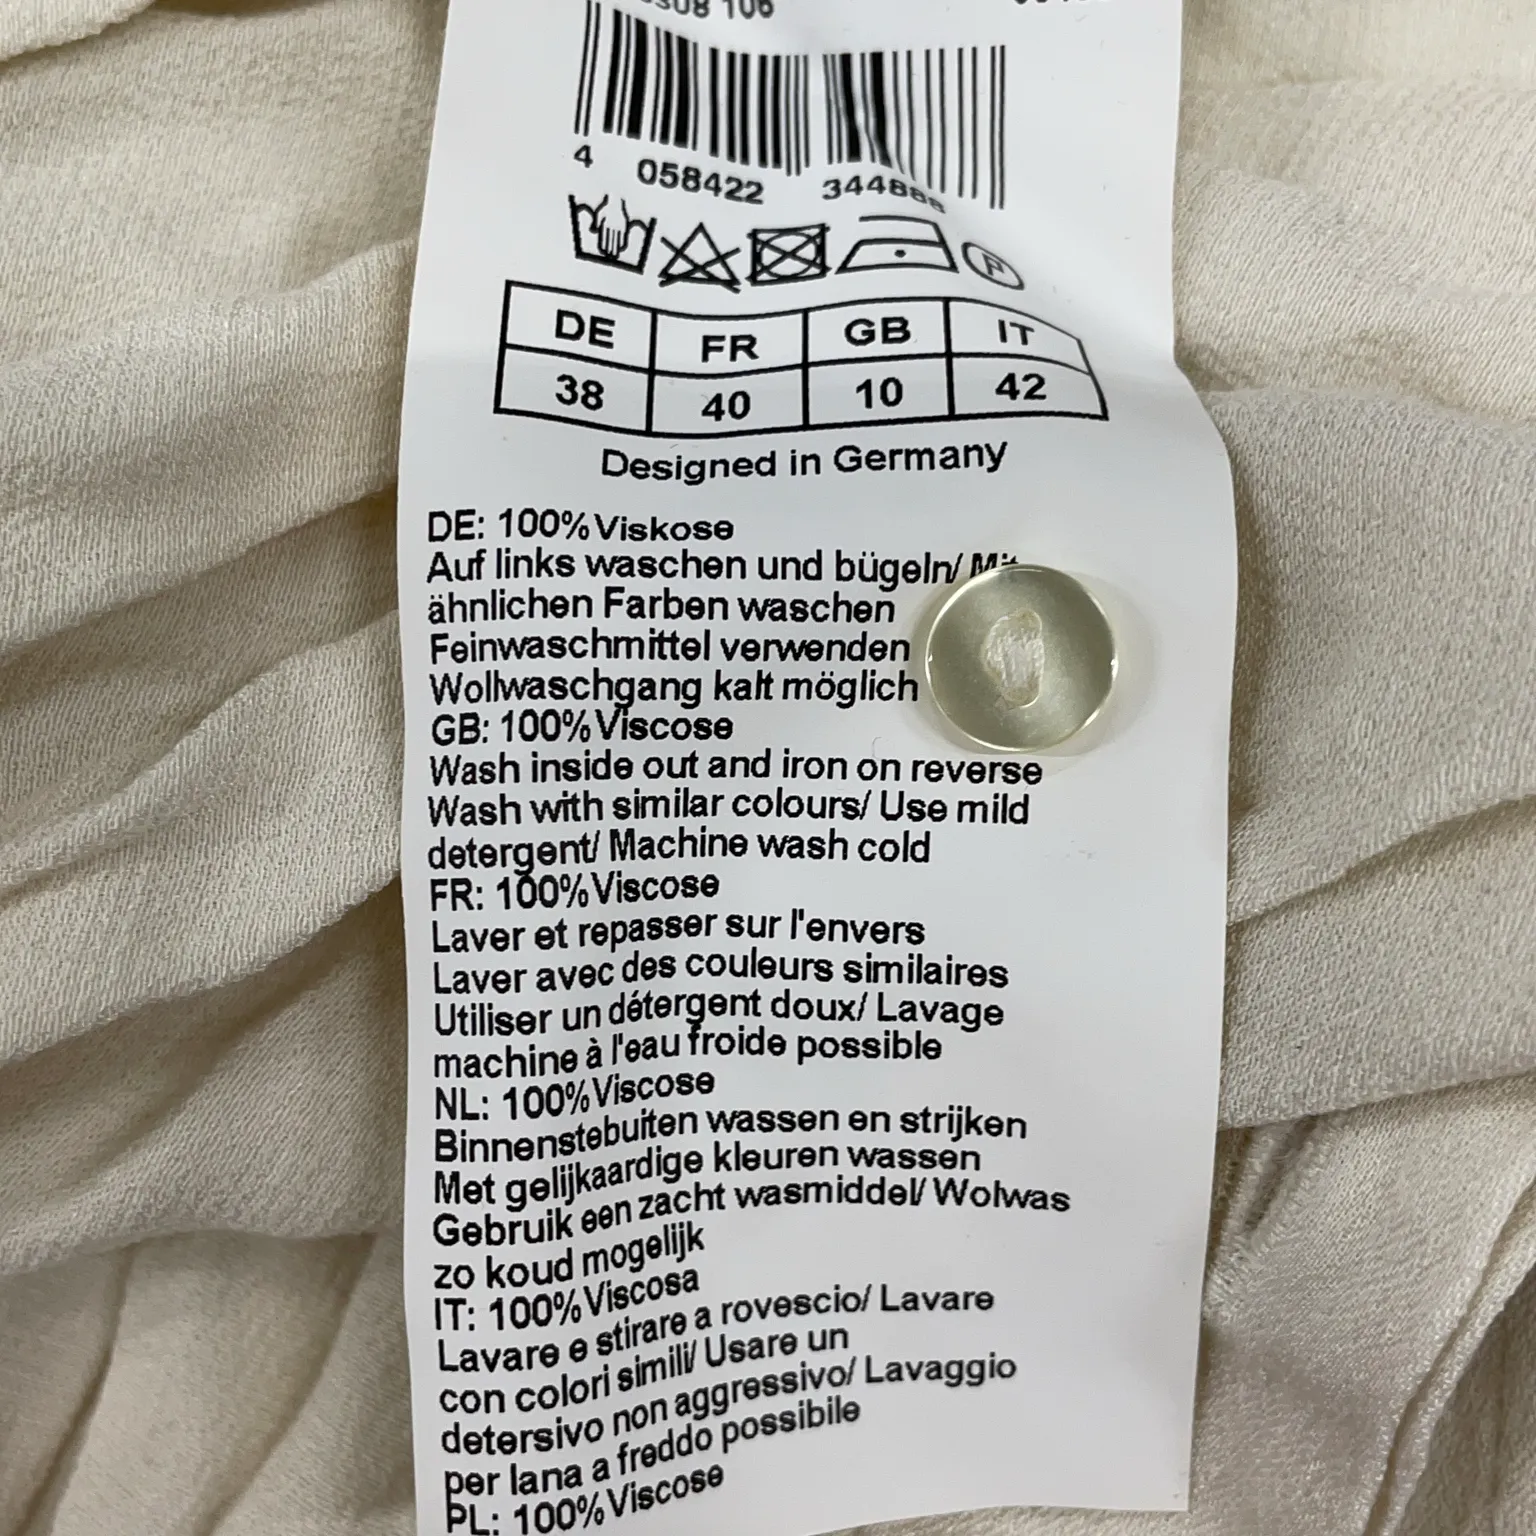 106
4 058422 344888
P
DE FR GB IT
38 40 10 42
Designed in Germany
DE: 100% Viskose
Auf links waschen und bügeln/ Mit
ähnlichen Farben waschen
Feinwaschmittel verwenden
Wollwaschgang kalt möglich
GB: 100% Viscose
Wash inside out and iron on reverse
Wash with similar colours/ Use mild
detergent/ Machine wash cold
FR: 100% Viscose
Laver et repasser sur l'envers
Laver avec des couleurs similaires
Utiliser un détergent doux/ Lavage
machine à l'eau froide possible
NL: 100% Viscose
Binnenstebuiten wassen en strijken
Met gelijkaardige kleuren wassen
Gebruik een zacht wasmiddel/ Wolwas
zo koud mogelijk
IT: 100% Viscosa
Lavare e stirare a rovescio/ Lavare
con colori simili/ Usare un
detersivo non aggressivo/ Lavaggio
per lana a freddo possibile
PL: 100% Viscose